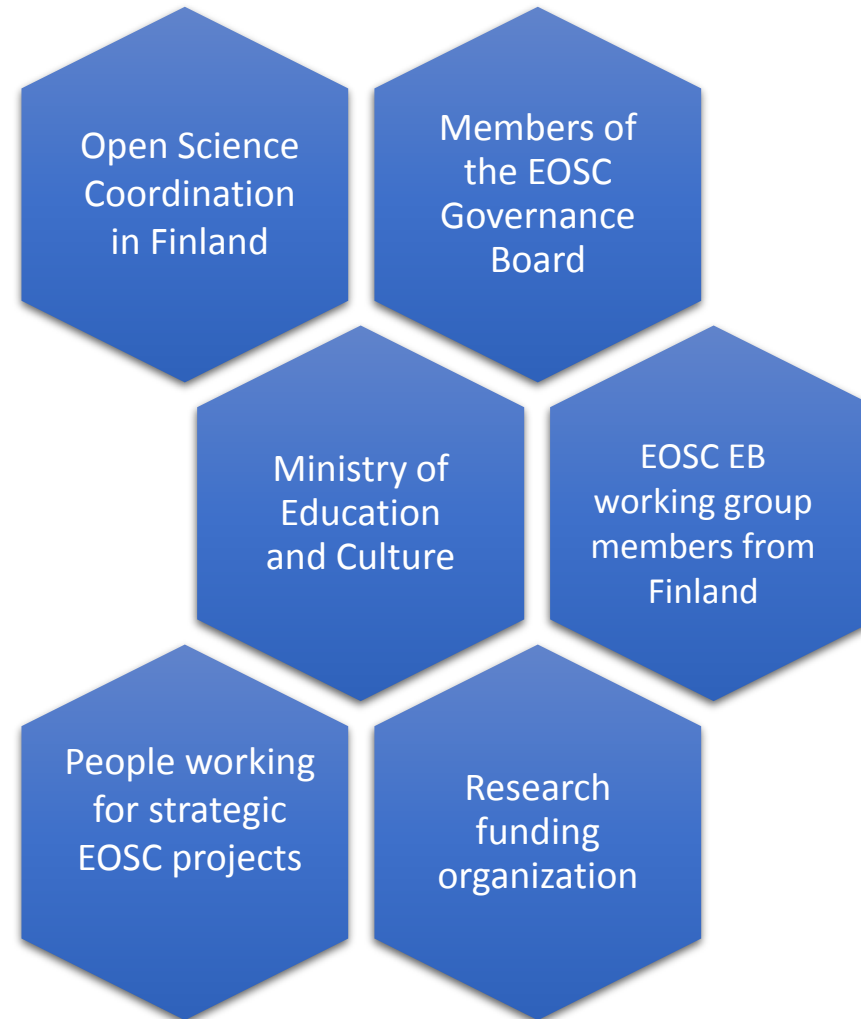 Open Science
Coordination
in Finland
Members of
the EOSC
Governance
Board
Ministry of
Education
and Culture
EOSC EB
working group
members from
Finland
People working
for strategic
EOSC projects
Research
funding
organization